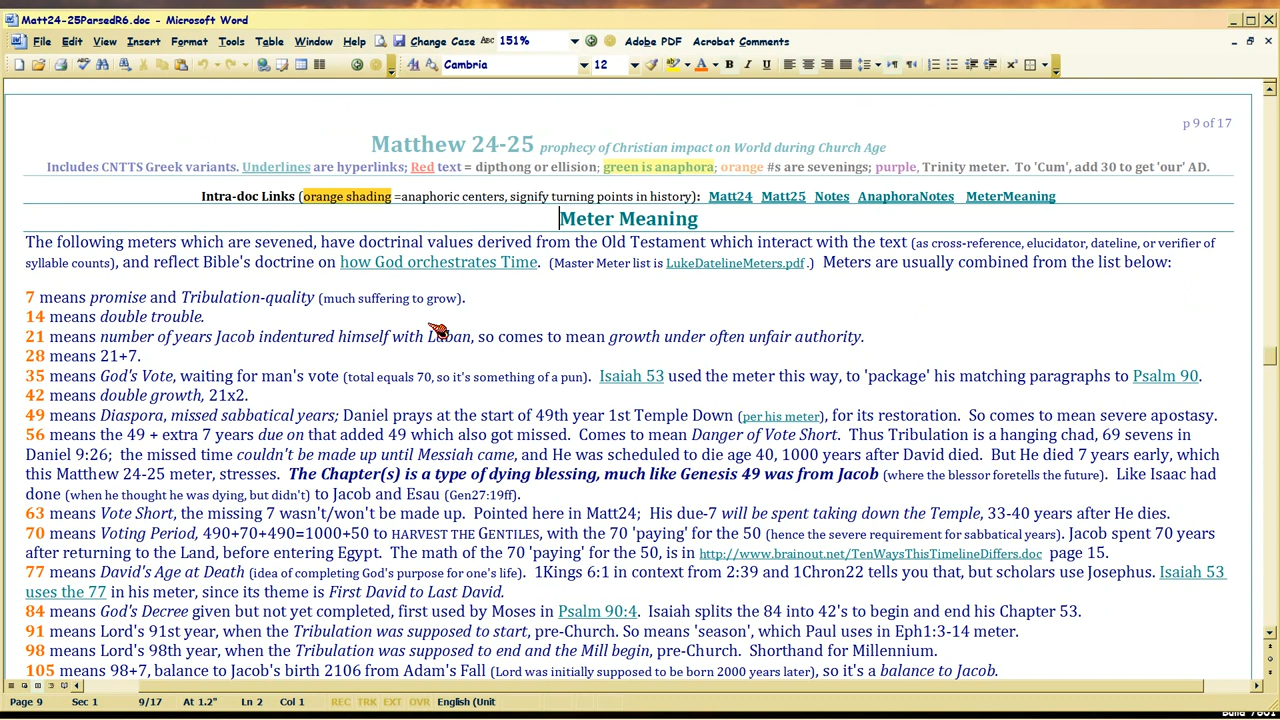 Matt24-25ParsedR6.doc - Microsoft Word
File Edit View Insert Format Tools Table Window Help Change Case 151% Adobe PDF Acrobat Comments
Cambria 12
p 9 of 17
Matthew 24-25 prophecy of Christian impact on World during Church Age
Includes CNTTS Greek variants. Underlines are hyperlinks; Red text = dipthong or ellision; green is anaphora; orange #s are sevenings; purple, Trinity meter. To 'Cum', add 30 to get 'our' AD.
Intra-doc Links (orange shading =anaphoric centers, signify turning points in history): Matt24 Matt25 Notes AnaphoraNotes MeterMeaning
Meter Meaning
The following meters which are sevened, have doctrinal values derived from the Old Testament which interact with the text (as cross-reference, elucidator, dateline, or verifier of
syllable counts), and reflect Bible's doctrine on how God orchestrates Time. (Master Meter list is LukeDatelineMeters.pdf .) Meters are usually combined from the list below:
7 means promise and Tribulation-quality (much suffering to grow).
14 means double trouble.
21 means number of years Jacob indentured himself with Laban, so comes to mean growth under often unfair authority.
28 means 21+7.
35 means God's Vote, waiting for man's vote (total equals 70, so it's something of a pun). Isaiah 53 used the meter this way, to 'package' his matching paragraphs to Psalm 90.
42 means double growth, 21x2.
49 means Diaspora, missed sabbatical years; Daniel prays at the start of 49th year 1st Temple Down (per his meter), for its restoration. So comes to mean severe apostasy.
56 means the 49 + extra 7 years due on that added 49 which also got missed. Comes to mean Danger of Vote Short. Thus Tribulation is a hanging chad, 69 sevens in
Daniel 9:26; the missed time couldn't be made up until Messiah came, and He was scheduled to die age 40, 1000 years after David died. But He died 7 years early, which
this Matthew 24-25 meter, stresses. The Chapter(s) is a type of dying blessing, much like Genesis 49 was from Jacob (where the blessor foretells the future). Like Isaac had
done (when he thought he was dying, but didn't) to Jacob and Esau (Gen27:19ff).
63 means Vote Short, the missing 7 wasn't/won't be made up. Pointed here in Matt24; His due-7 will be spent taking down the Temple, 33-40 years after He dies.
70 means Voting Period, 490+70+490=1000+50 to HARVEST THE GENTILES, with the 70 'paying' for the 50 (hence the severe requirement for sabbatical years). Jacob spent 70 years
after returning to the Land, before entering Egypt. The math of the 70 'paying' for the 50, is in http://www.brainout.net/TenWaysThisTimelineDiffers.doc page 15.
77 means David's Age at Death (idea of completing God's purpose for one's life). 1Kings 6:1 in context from 2:39 and 1Chron22 tells you that, but scholars use Josephus. Isaiah 53
uses the 77 in his meter, since its theme is First David to Last David.
84 means God's Decree given but not yet completed, first used by Moses in Psalm 90:4. Isaiah splits the 84 into 42's to begin and end his Chapter 53.
91 means Lord's 91st year, when the Tribulation was supposed to start, pre-Church. So means 'season', which Paul uses in Eph1:3-14 meter.
98 means Lord's 98th year, when the Tribulation was supposed to end and the Mill begin, pre-Church. Shorthand for Millennium.
105 means 98+7, balance to Jacob's birth 2106 from Adam's Fall (Lord was initially supposed to be born 2000 years later), so it's a balance to Jacob.
Page 9 Sec 1 9/17 At 1.2" Ln 2 Col 1 REC TRK EXT OVR English (Unit
Build 7601